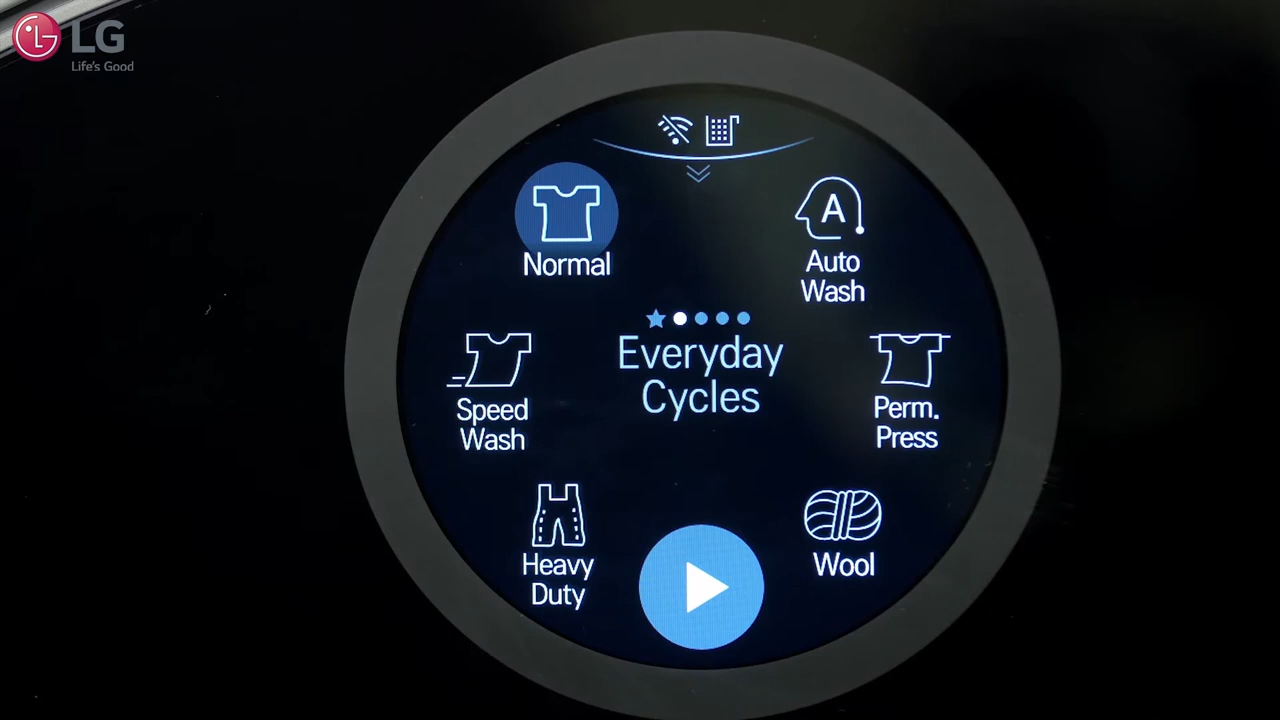 LG
Life's Good
Normal
A
Auto
Wash
Everyday
Cycles
Speed
Wash
Perm.
Press
Heavy
Duty
Wool